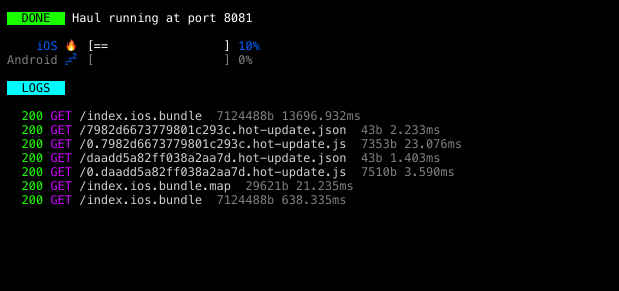 DONE Haul running at port 8081
iOS 🔥 [== ] 10%
Android 💤 [ ] 0%
LOGS
200 GET /index.ios.bundle 7124488b 13696.932ms
200 GET /7982d6673779801c293c.hot-update.json 43b 2.233ms
200 GET /0.7982d6673779801c293c.hot-update.js 7353b 23.076ms
200 GET /daadd5a82ff038a2aa7d.hot-update.json 43b 1.403ms
200 GET /0.daadd5a82ff038a2aa7d.hot-update.js 7510b 3.590ms
200 GET /index.ios.bundle.map 29621b 21.235ms
200 GET /index.ios.bundle 7124488b 638.335ms